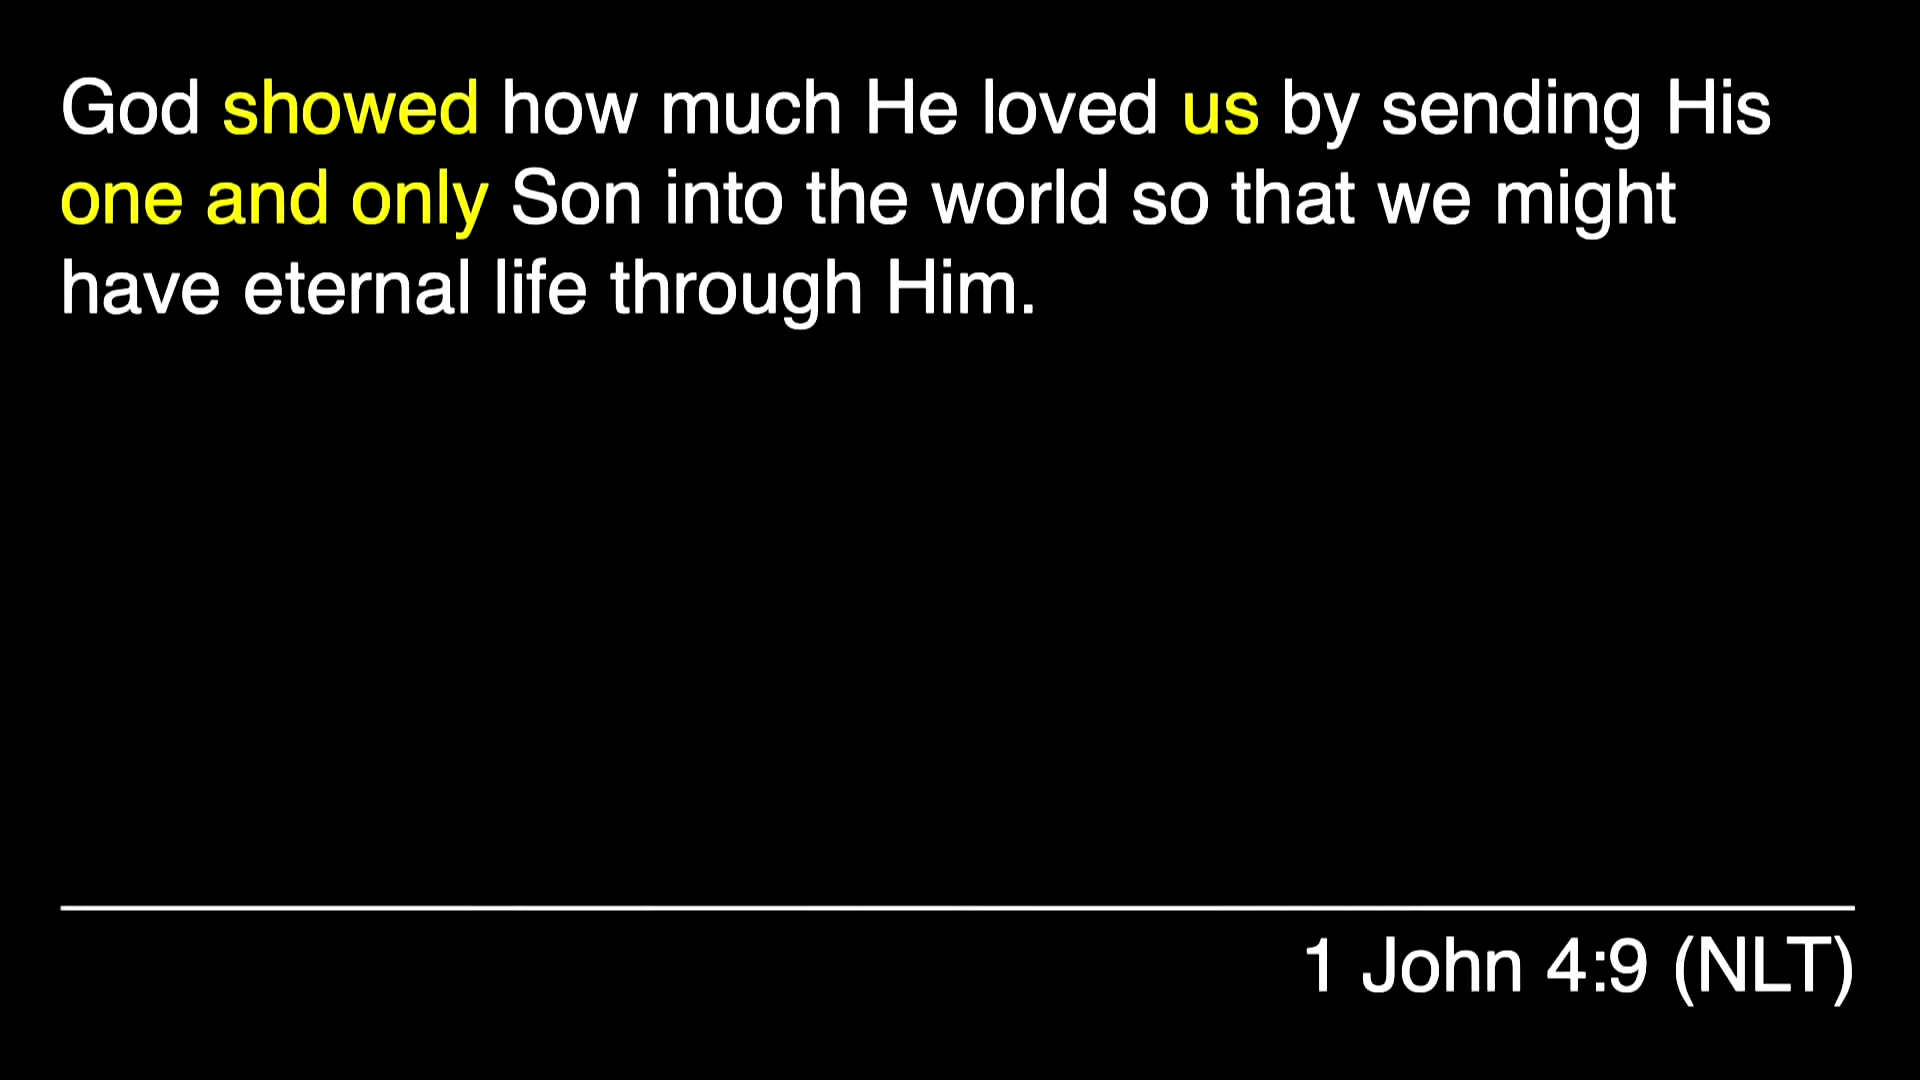 God showed how much He loved us by sending His
one and only Son into the world so that we might
have eternal life through Him.
1 John 4:9 (NLT)